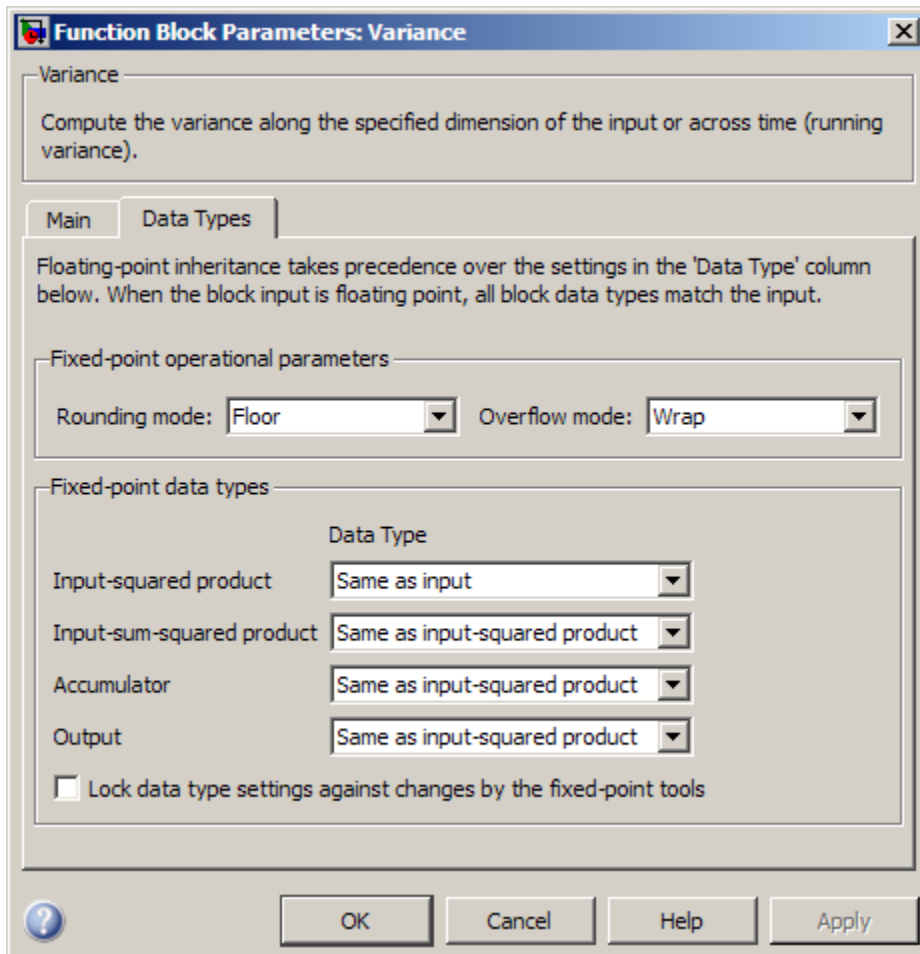 Function Block Parameters: Variance
Variance
Compute the variance along the specified dimension of the input or across time (running
variance).
Main Data Types
Floating-point inheritance takes precedence over the settings in the 'Data Type' column
below. When the block input is floating point, all block data types match the input.
Fixed-point operational parameters
Rounding mode: Floor Overflow mode: Wrap
Fixed-point data types
Data Type
Input-squared product Same as input
Input-sum-squared product Same as input-squared product
Accumulator Same as input-squared product
Output Same as input-squared product
Lock data type settings against changes by the fixed-point tools
? OK Cancel Help Apply